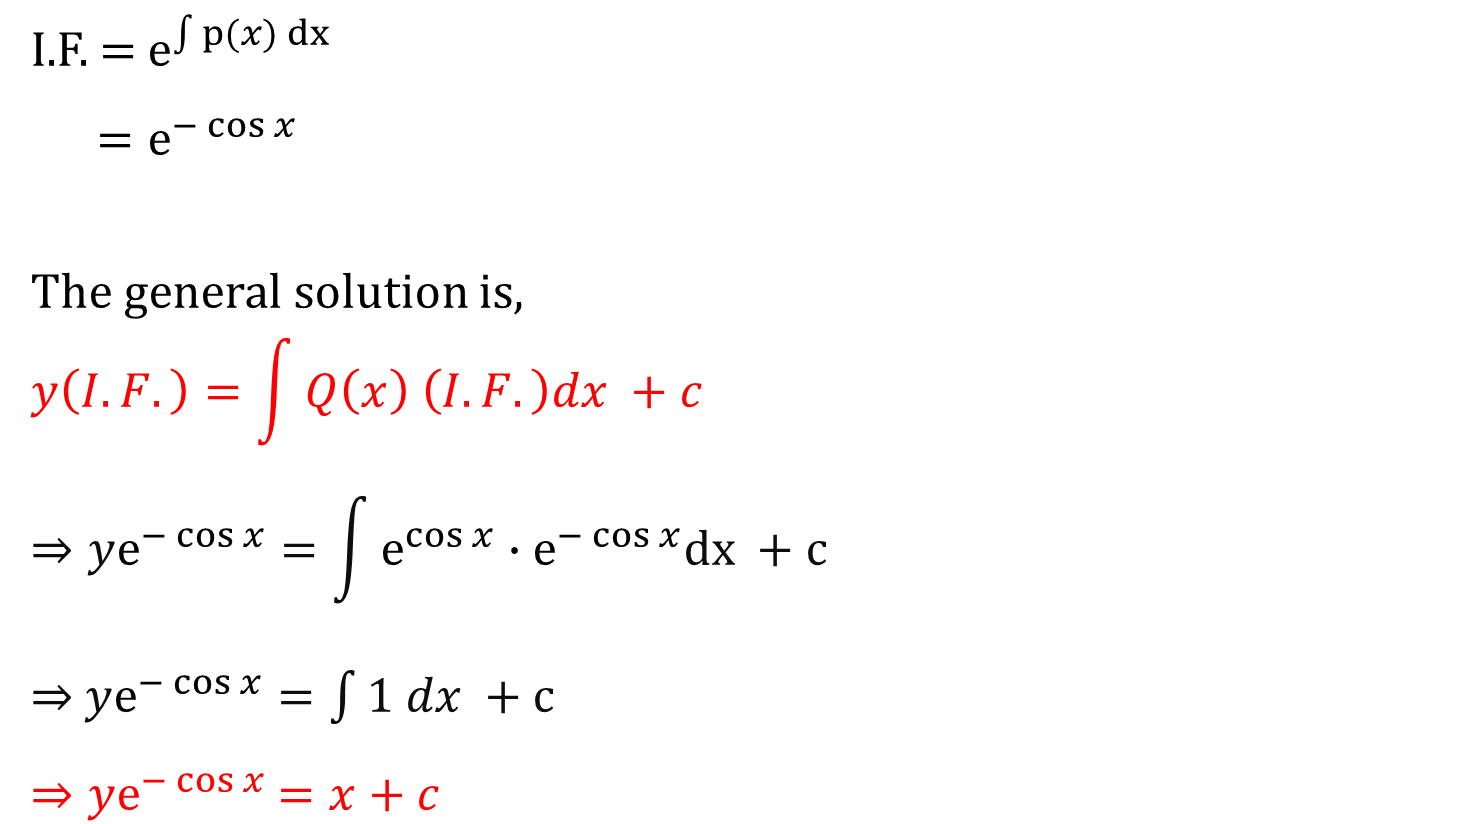 I.F. = e^{∫ p(x) dx}
= e^{− cos x}
The general solution is,
y(I. F. ) = ∫ Q(x) (I. F. )dx + c
⇒ ye^{− cos x} = ∫ e^{cos x} · e^{− cos x}dx + c
⇒ ye^{− cos x} = ∫ 1 dx + c
⇒ ye^{− cos x} = x + c